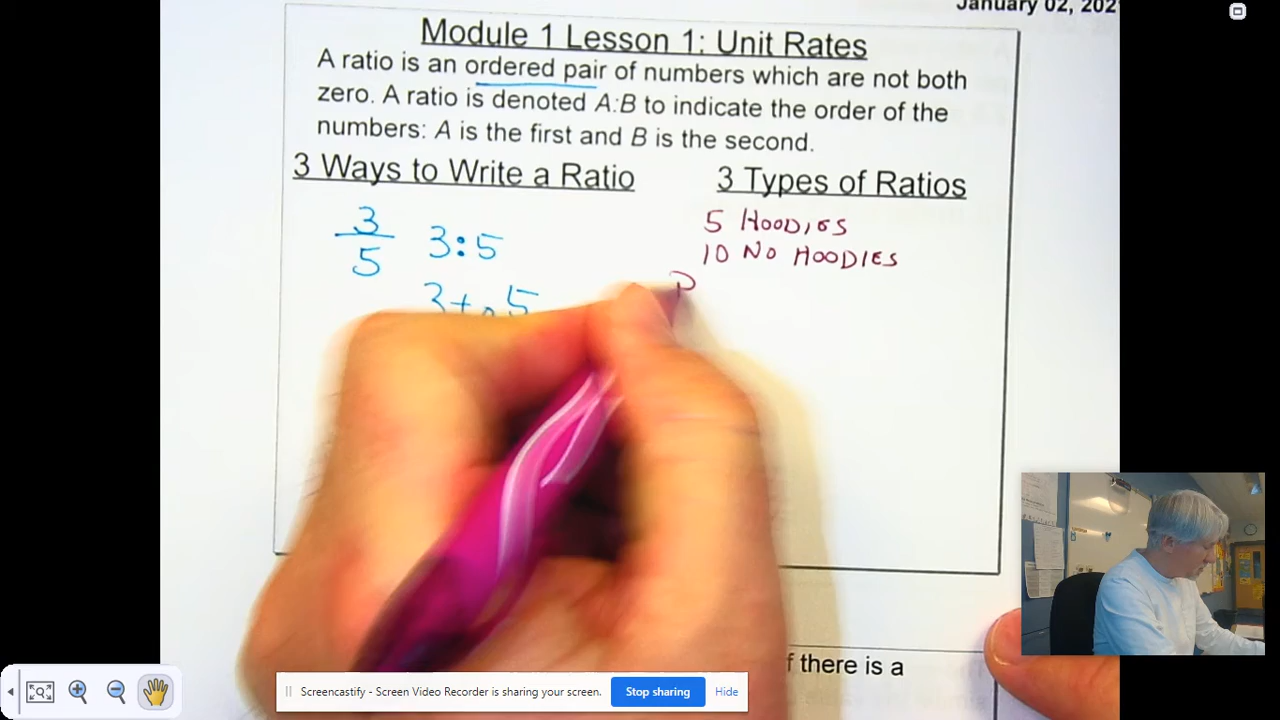 January 02, 202
Module 1 Lesson 1: Unit Rates
A ratio is an ordered pair of numbers which are not both
zero. A ratio is denoted A:B to indicate the order of the
numbers: A is the first and B is the second.
3 Ways to Write a Ratio
3 Types of Ratios
3
5
3:5
3 to 5
5 HOODIES
10 NO HOODIES
P
f there is a
Screencastify - Screen Video Recorder is sharing your screen.
Stop sharing
Hide